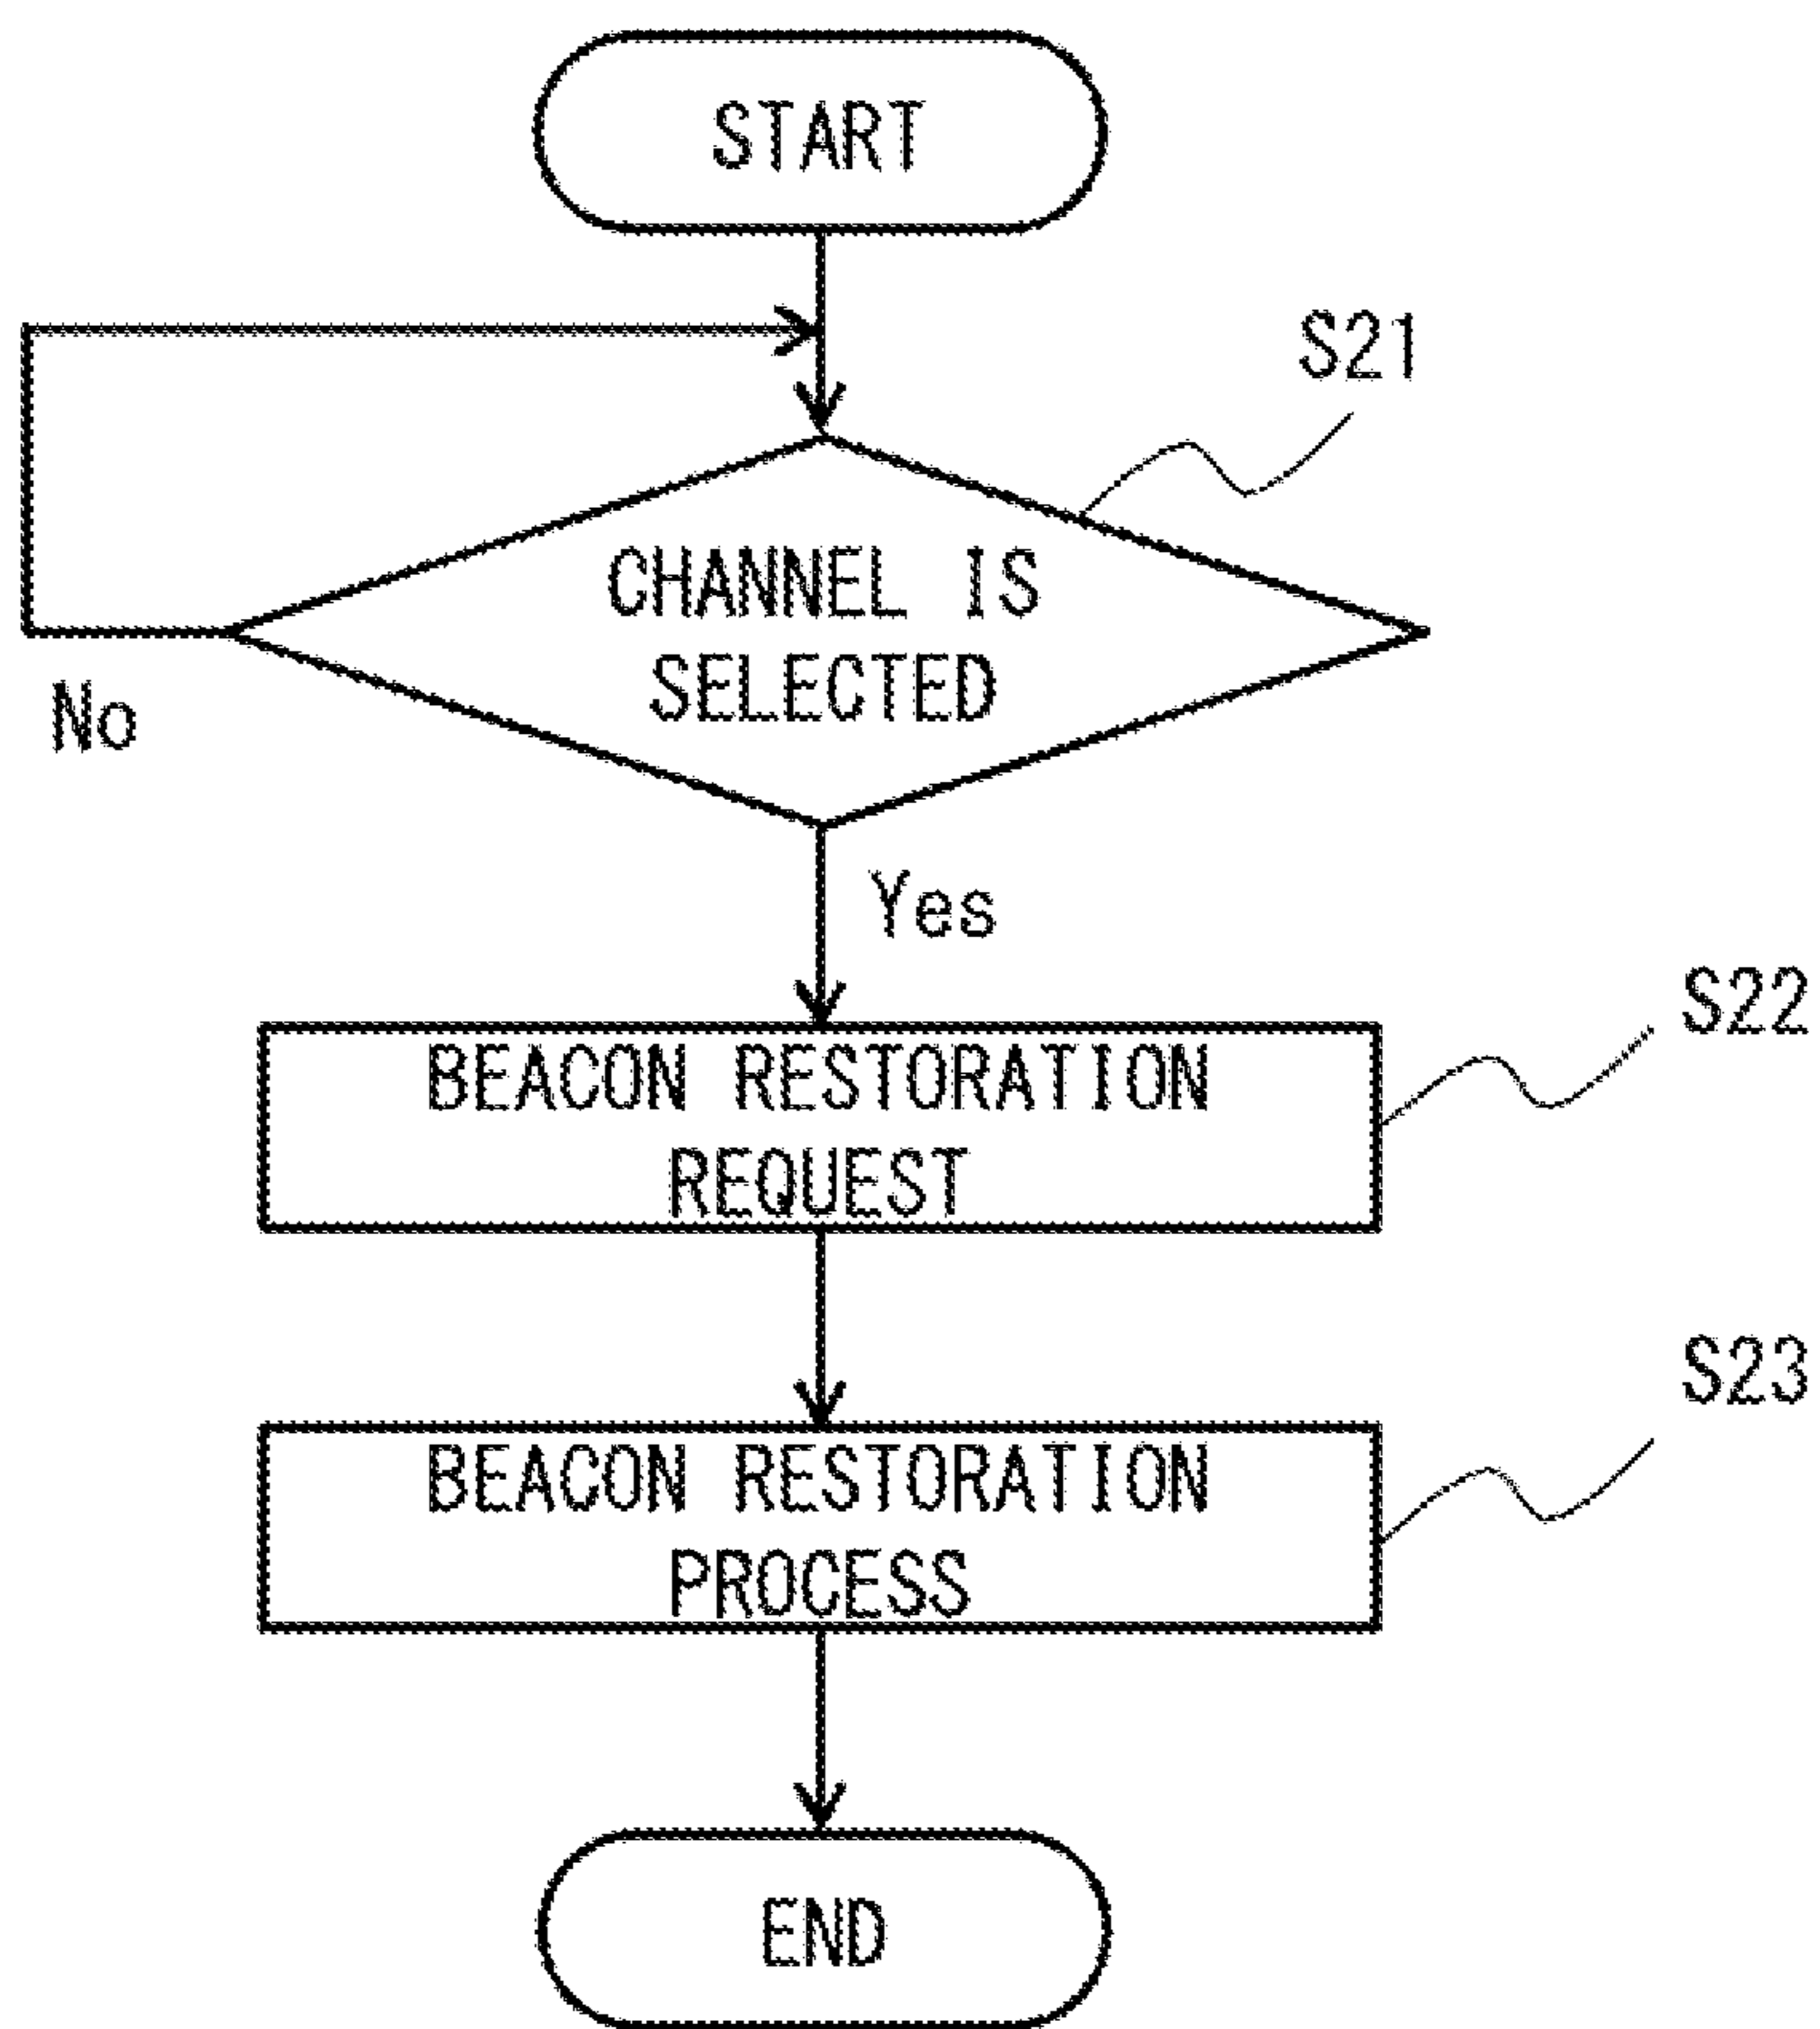 START
S21
CHANNEL IS
SELECTED
No
Yes
S22
BEACON RESTORATION
REQUEST
S23
BEACON RESTORATION
PROCESS
END